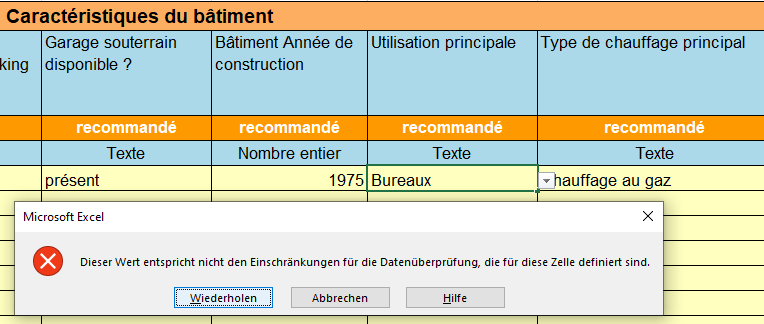 Caractéristiques du bâtiment
king
Garage souterrain
disponible ?
Bâtiment Année de
construction
Utilisation principale
Type de chauffage principal
recommandé
recommandé
recommandé
recommandé
Texte
Nombre entier
Texte
Texte
présent
1975
Bureaux
hauffage au gaz
Microsoft Excel
Dieser Wert entspricht nicht den Einschränkungen für die Datenüberprüfung, die für diese Zelle definiert sind.
Wiederholen
Abbrechen
Hilfe